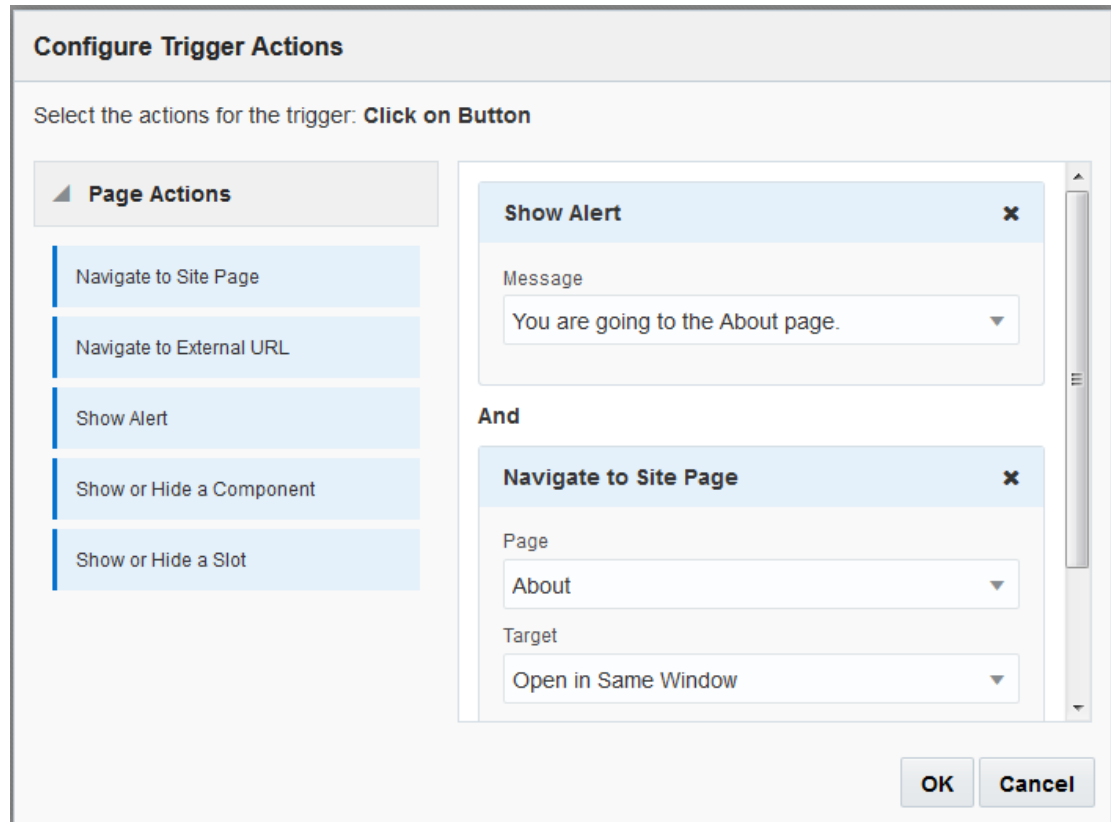 Configure Trigger Actions
Select the actions for the trigger: Click on Button
Page Actions
Navigate to Site Page
Navigate to External URL
Show Alert
Show or Hide a Component
Show or Hide a Slot
Show Alert
Message
You are going to the About page.
And
Navigate to Site Page
Page
About
Target
Open in Same Window
OK
Cancel